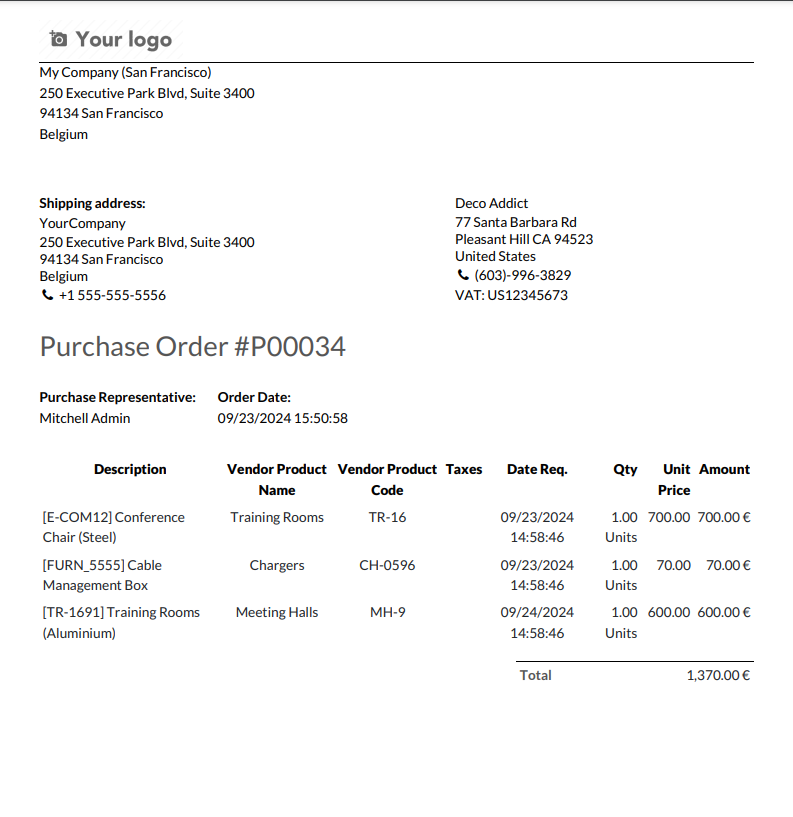 Your logo
My Company (San Francisco)
250 Executive Park Blvd, Suite 3400
94134 San Francisco
Belgium
Shipping address:
YourCompany
250 Executive Park Blvd, Suite 3400
94134 San Francisco
Belgium
+1 555-555-5556
Deco Addict
77 Santa Barbara Rd
Pleasant Hill CA 94523
United States
(603)-996-3829
VAT: US12345673
Purchase Order #P00034
Purchase Representative: Order Date:
Mitchell Admin 09/23/2024 15:50:58
Description Vendor Product Vendor Product Taxes Date Req. Qty Unit Amount
Name Code Price
[E-COM12] Conference Training Rooms TR-16 09/23/2024 1.00 700.00 700.00 €
Chair (Steel) 14:58:46 Units
[FURN_5555] Cable Chargers CH-0596 09/23/2024 1.00 70.00 70.00 €
Management Box 14:58:46 Units
[TR-1691] Training Rooms Meeting Halls MH-9 09/24/2024 1.00 600.00 600.00 €
(Aluminium) 14:58:46 Units
Total 1,370.00 €